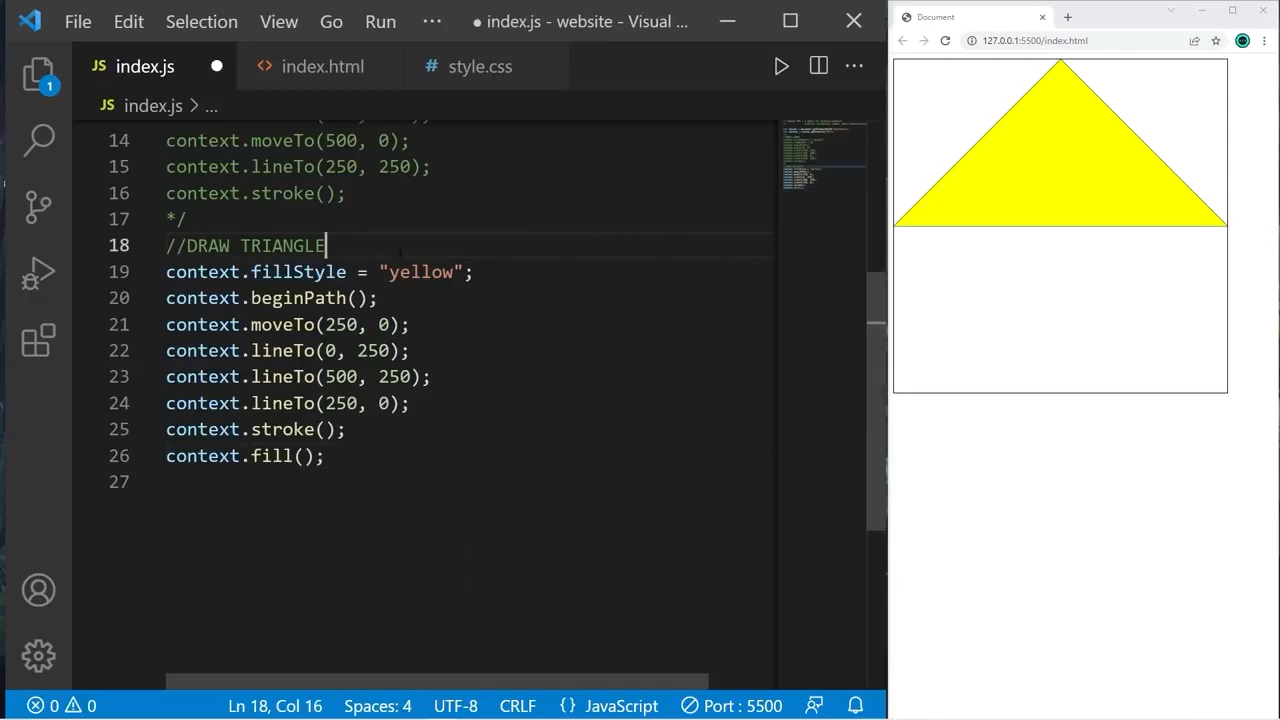 File Edit Selection View Go Run ··· ● index.js - website - Visual ...
JS index.js ● <> index.html # style.css
JS index.js > ...
14 context.moveTo(500, 0);
15 context.lineTo(250, 250);
16 context.stroke();
17 */
18 //DRAW TRIANGLE
19 context.fillStyle = "yellow";
20 context.beginPath();
21 context.moveTo(250, 0);
22 context.lineTo(0, 250);
23 context.lineTo(500, 250);
24 context.lineTo(250, 0);
25 context.stroke();
26 context.fill();
27
1
0 0 Ln 18, Col 16 Spaces: 4 UTF-8 CRLF {} JavaScript Port : 5500
Document
127.0.0.1:5500/index.html